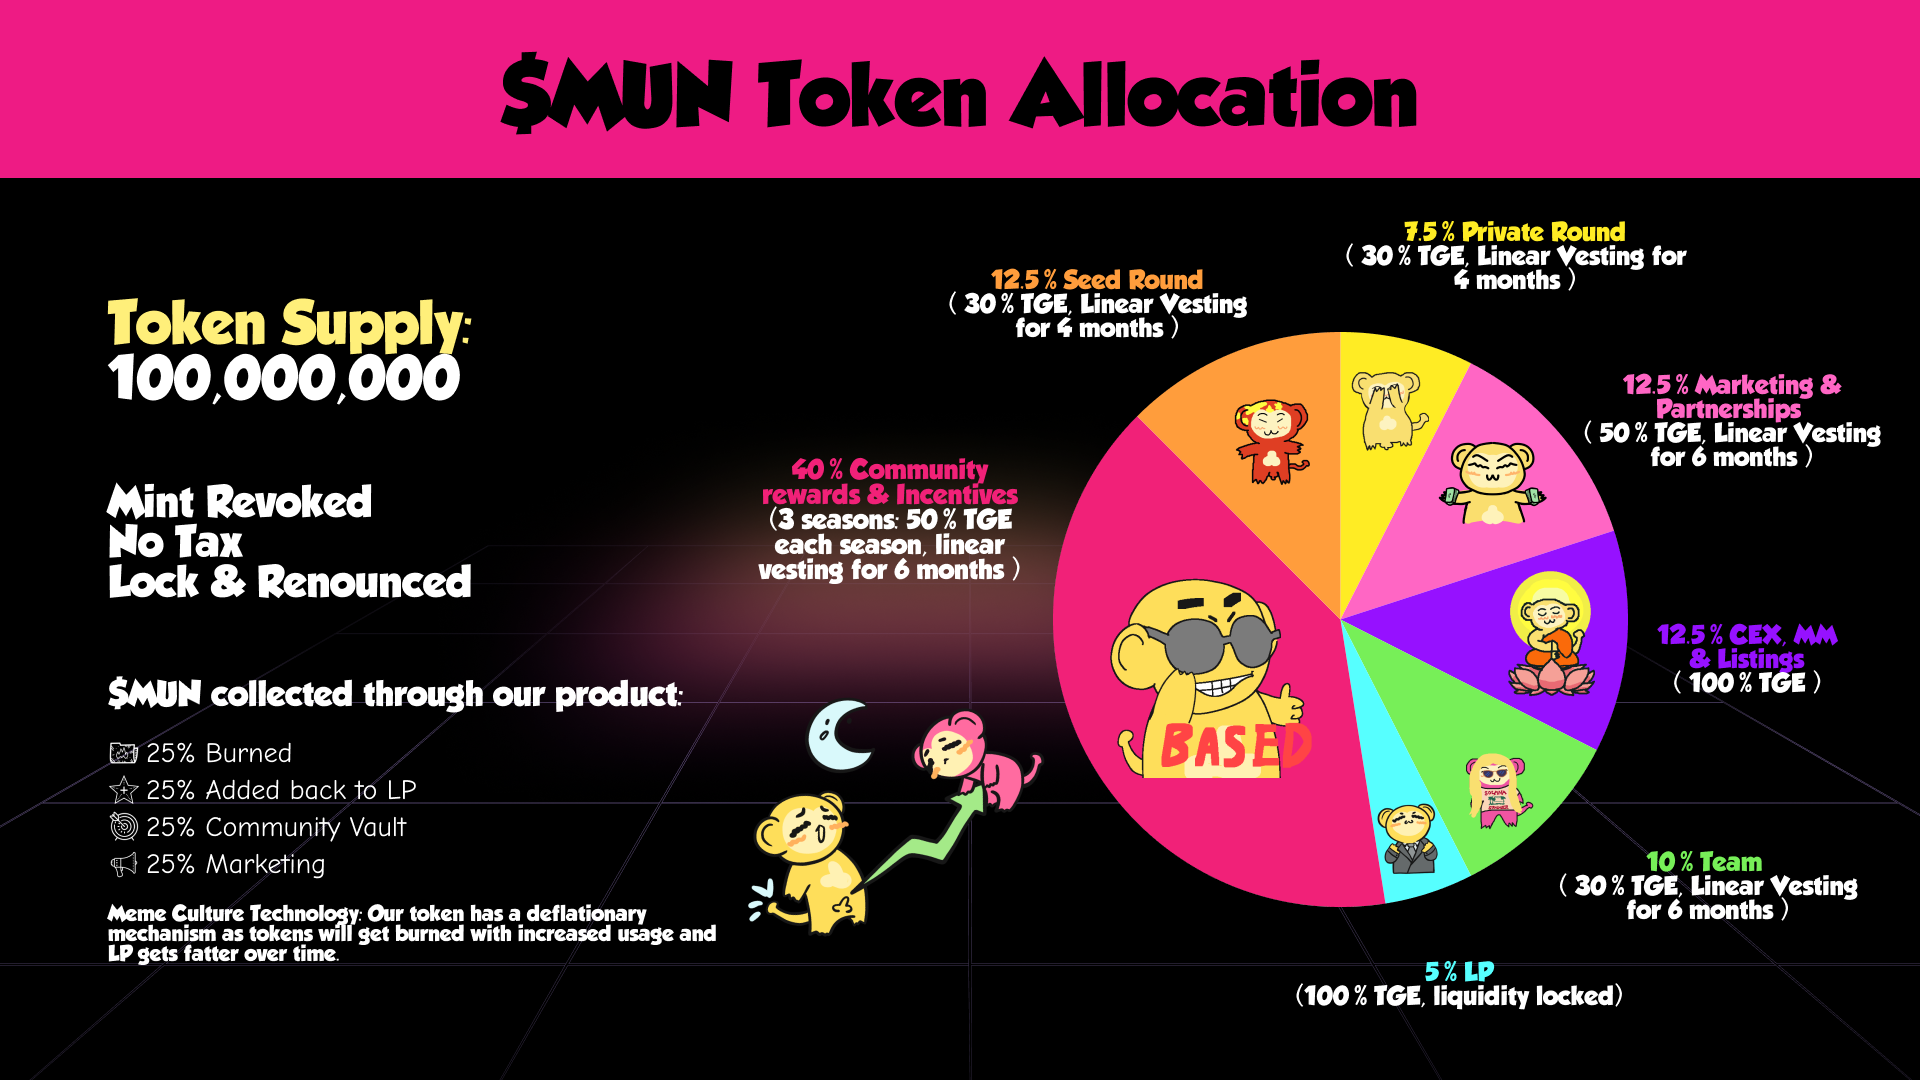 $MUN Token Allocation
Token Supply:
100,000,000
Mint Revoked
No Tax
Lock & Renounced
$MUN collected through our product:
25% Burned
25% Added back to LP
25% Community Vault
25% Marketing
Meme Culture Technology: Our token has a deflationary
mechanism as tokens will get burned with increased usage and
LP gets fatter over time.
40% Community
rewards & Incentives
(3 seasons: 50% TGE
each season, linear
vesting for 6 months )
12.5% Seed Round
( 30% TGE, Linear Vesting
for 4 months )
7.5% Private Round
( 30% TGE, Linear Vesting for
4 months )
12.5% Marketing &
Partnerships
( 50% TGE, Linear Vesting
for 6 months )
12.5% CEX, MM
& Listings
( 100% TGE )
10% Team
( 30% TGE, Linear Vesting
for 6 months )
5% LP
(100% TGE, liquidity locked)
BASED